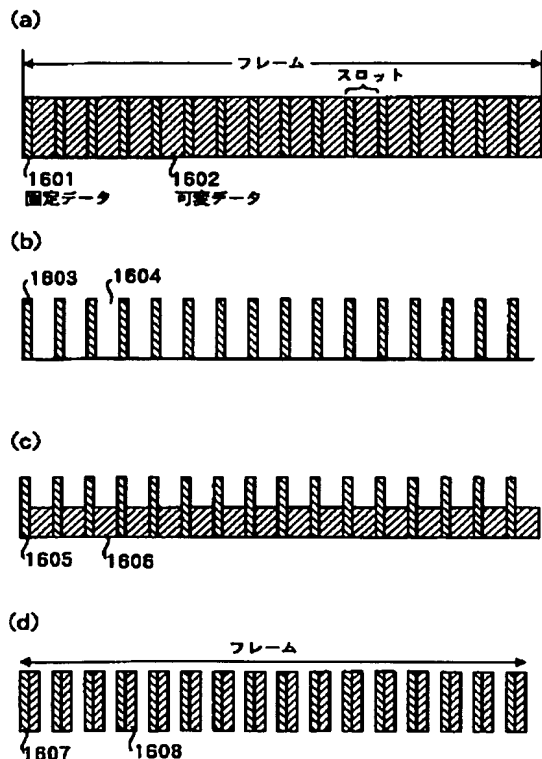 (a)
フレーム
スロット
1601
1602
固定データ
可変データ
(b)
1603
1604
(c)
1605
1606
(d)
フレーム
1607
1608